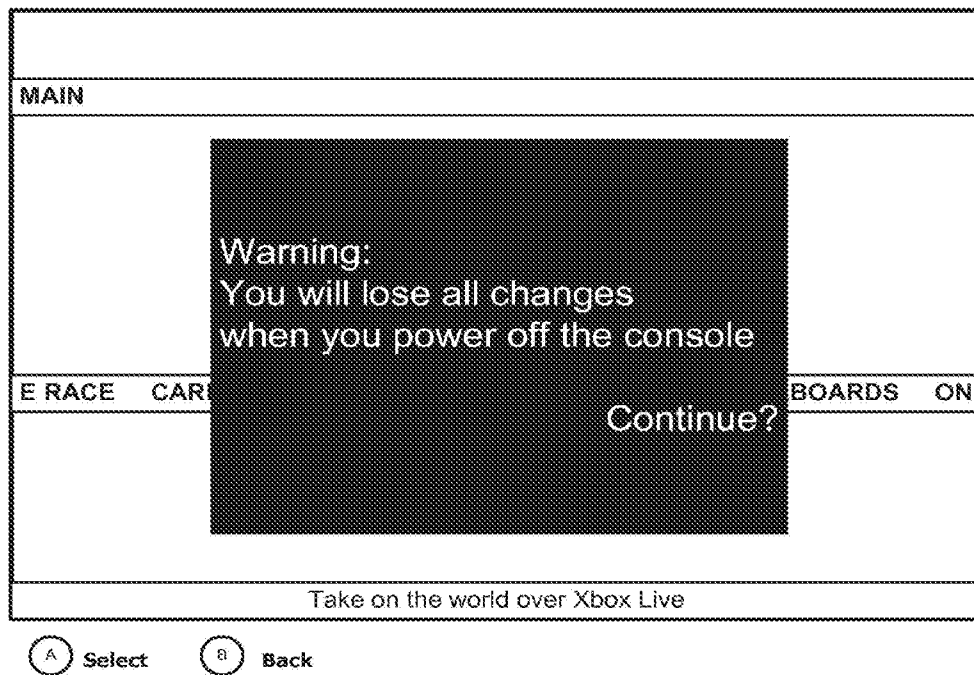 MAIN
Warning:
You will lose all changes
when you power off the console
E RACE CARE BOARDS ON
Continue?
Take on the world over Xbox Live
A Select B Back